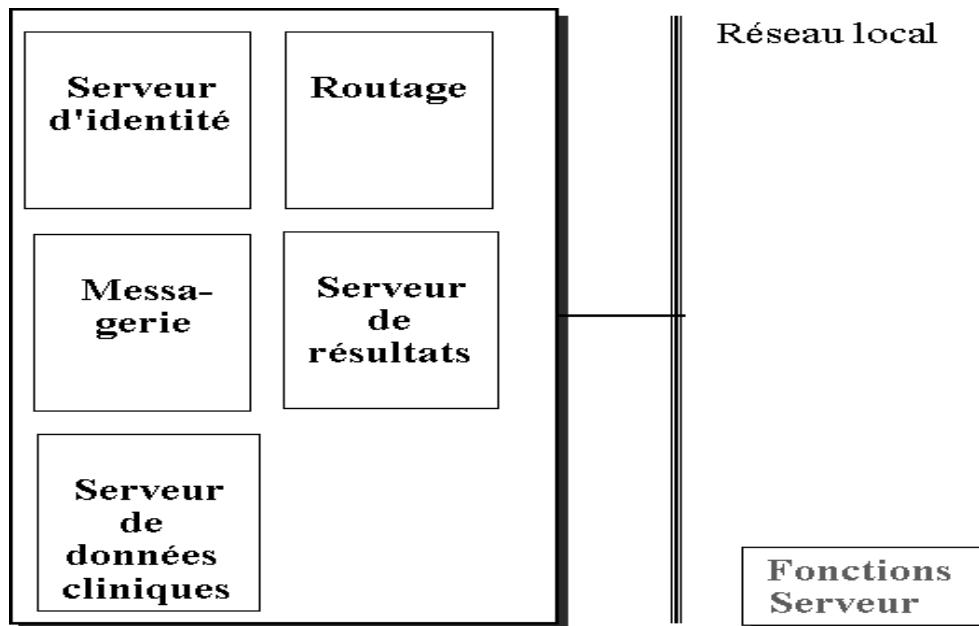 Serveur
d'identité
Routage
Réseau local
Messa-
gerie
Serveur
de
résultats
Serveur
de
données
cliniques
Fonctions
Serveur